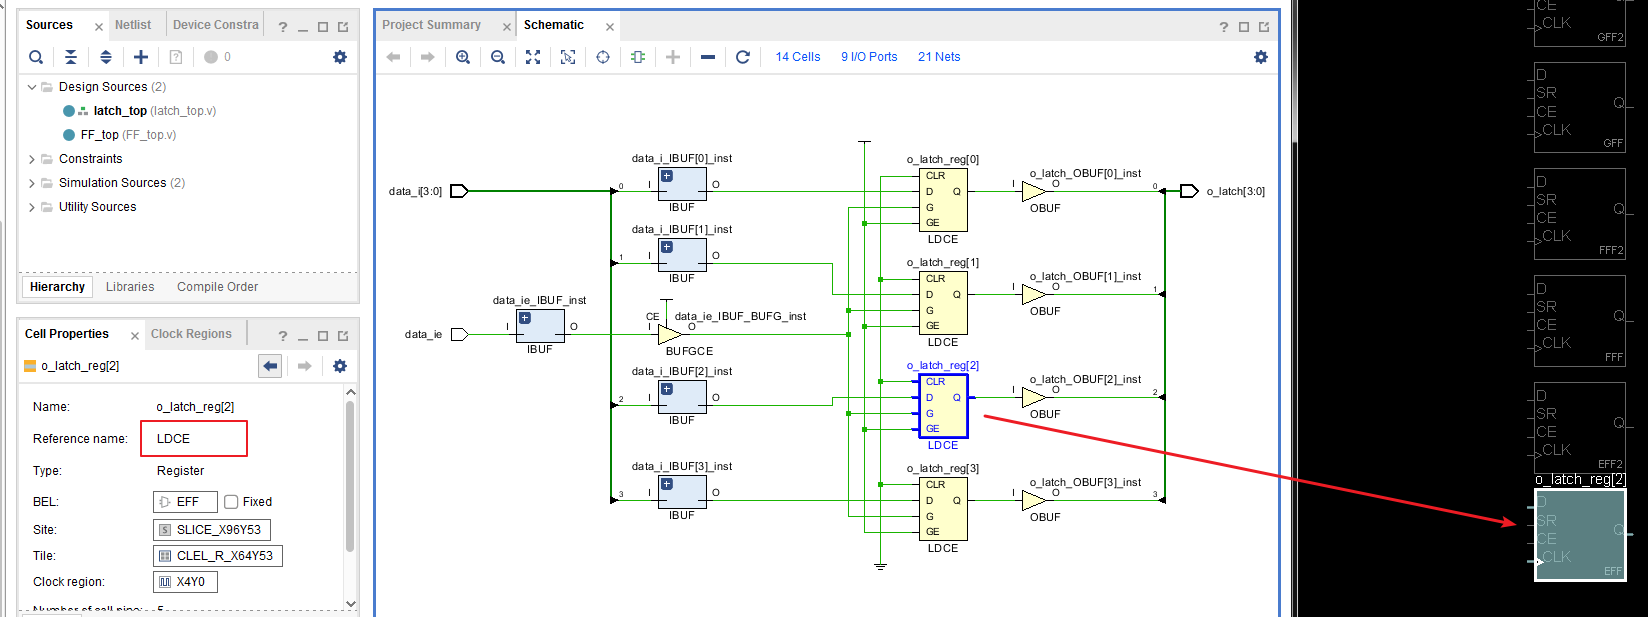 Sources
Netlist
Device Constra
?
0
Design Sources (2)
latch_top (latch_top.v)
FF_top (FF_top.v)
Constraints
Simulation Sources (2)
Utility Sources
Hierarchy
Libraries
Compile Order
Cell Properties
Clock Regions
?
o_latch_reg[2]
Name: o_latch_reg[2]
Reference name: LDCE
Type: Register
BEL: EFF Fixed
Site: SLICE_X96Y53
Tile: CLEL_R_X64Y53
Clock region: X4Y0
Number of cell pins: 5
Project Summary
Schematic
?
14 Cells
9 I/O Ports
21 Nets
data_i[3:0]
data_ie
data_ie_IBUF_inst
I
O
IBUF
0
data_i_IBUF[0]_inst
I
O
IBUF
1
data_i_IBUF[1]_inst
I
O
IBUF
CE
data_ie_IBUF_BUFG_inst
I
O
BUFGCE
2
data_i_IBUF[2]_inst
I
O
IBUF
3
data_i_IBUF[3]_inst
I
O
IBUF
o_latch_reg[0]
CLR
D Q
G
GE
LDCE
o_latch_OBUF[0]_inst
I
O
OBUF
0
o_latch[3:0]
o_latch_reg[1]
CLR
D Q
G
GE
LDCE
o_latch_OBUF[1]_inst
I
O
OBUF
1
o_latch_reg[2]
CLR
D Q
G
GE
LDCE
o_latch_OBUF[2]_inst
I
O
OBUF
2
o_latch_reg[3]
CLR
D Q
G
GE
LDCE
o_latch_OBUF[3]_inst
I
O
OBUF
3
CE
CLK
GFF2
D
SR
Q
CE
CLK
GFF
D
SR
Q
CE
CLK
FFF2
D
SR
Q
CE
CLK
FFF
D
SR
Q
CE
CLK
EFF2
o_latch_reg[2]
D
SR
Q
CE
CLK
EFF